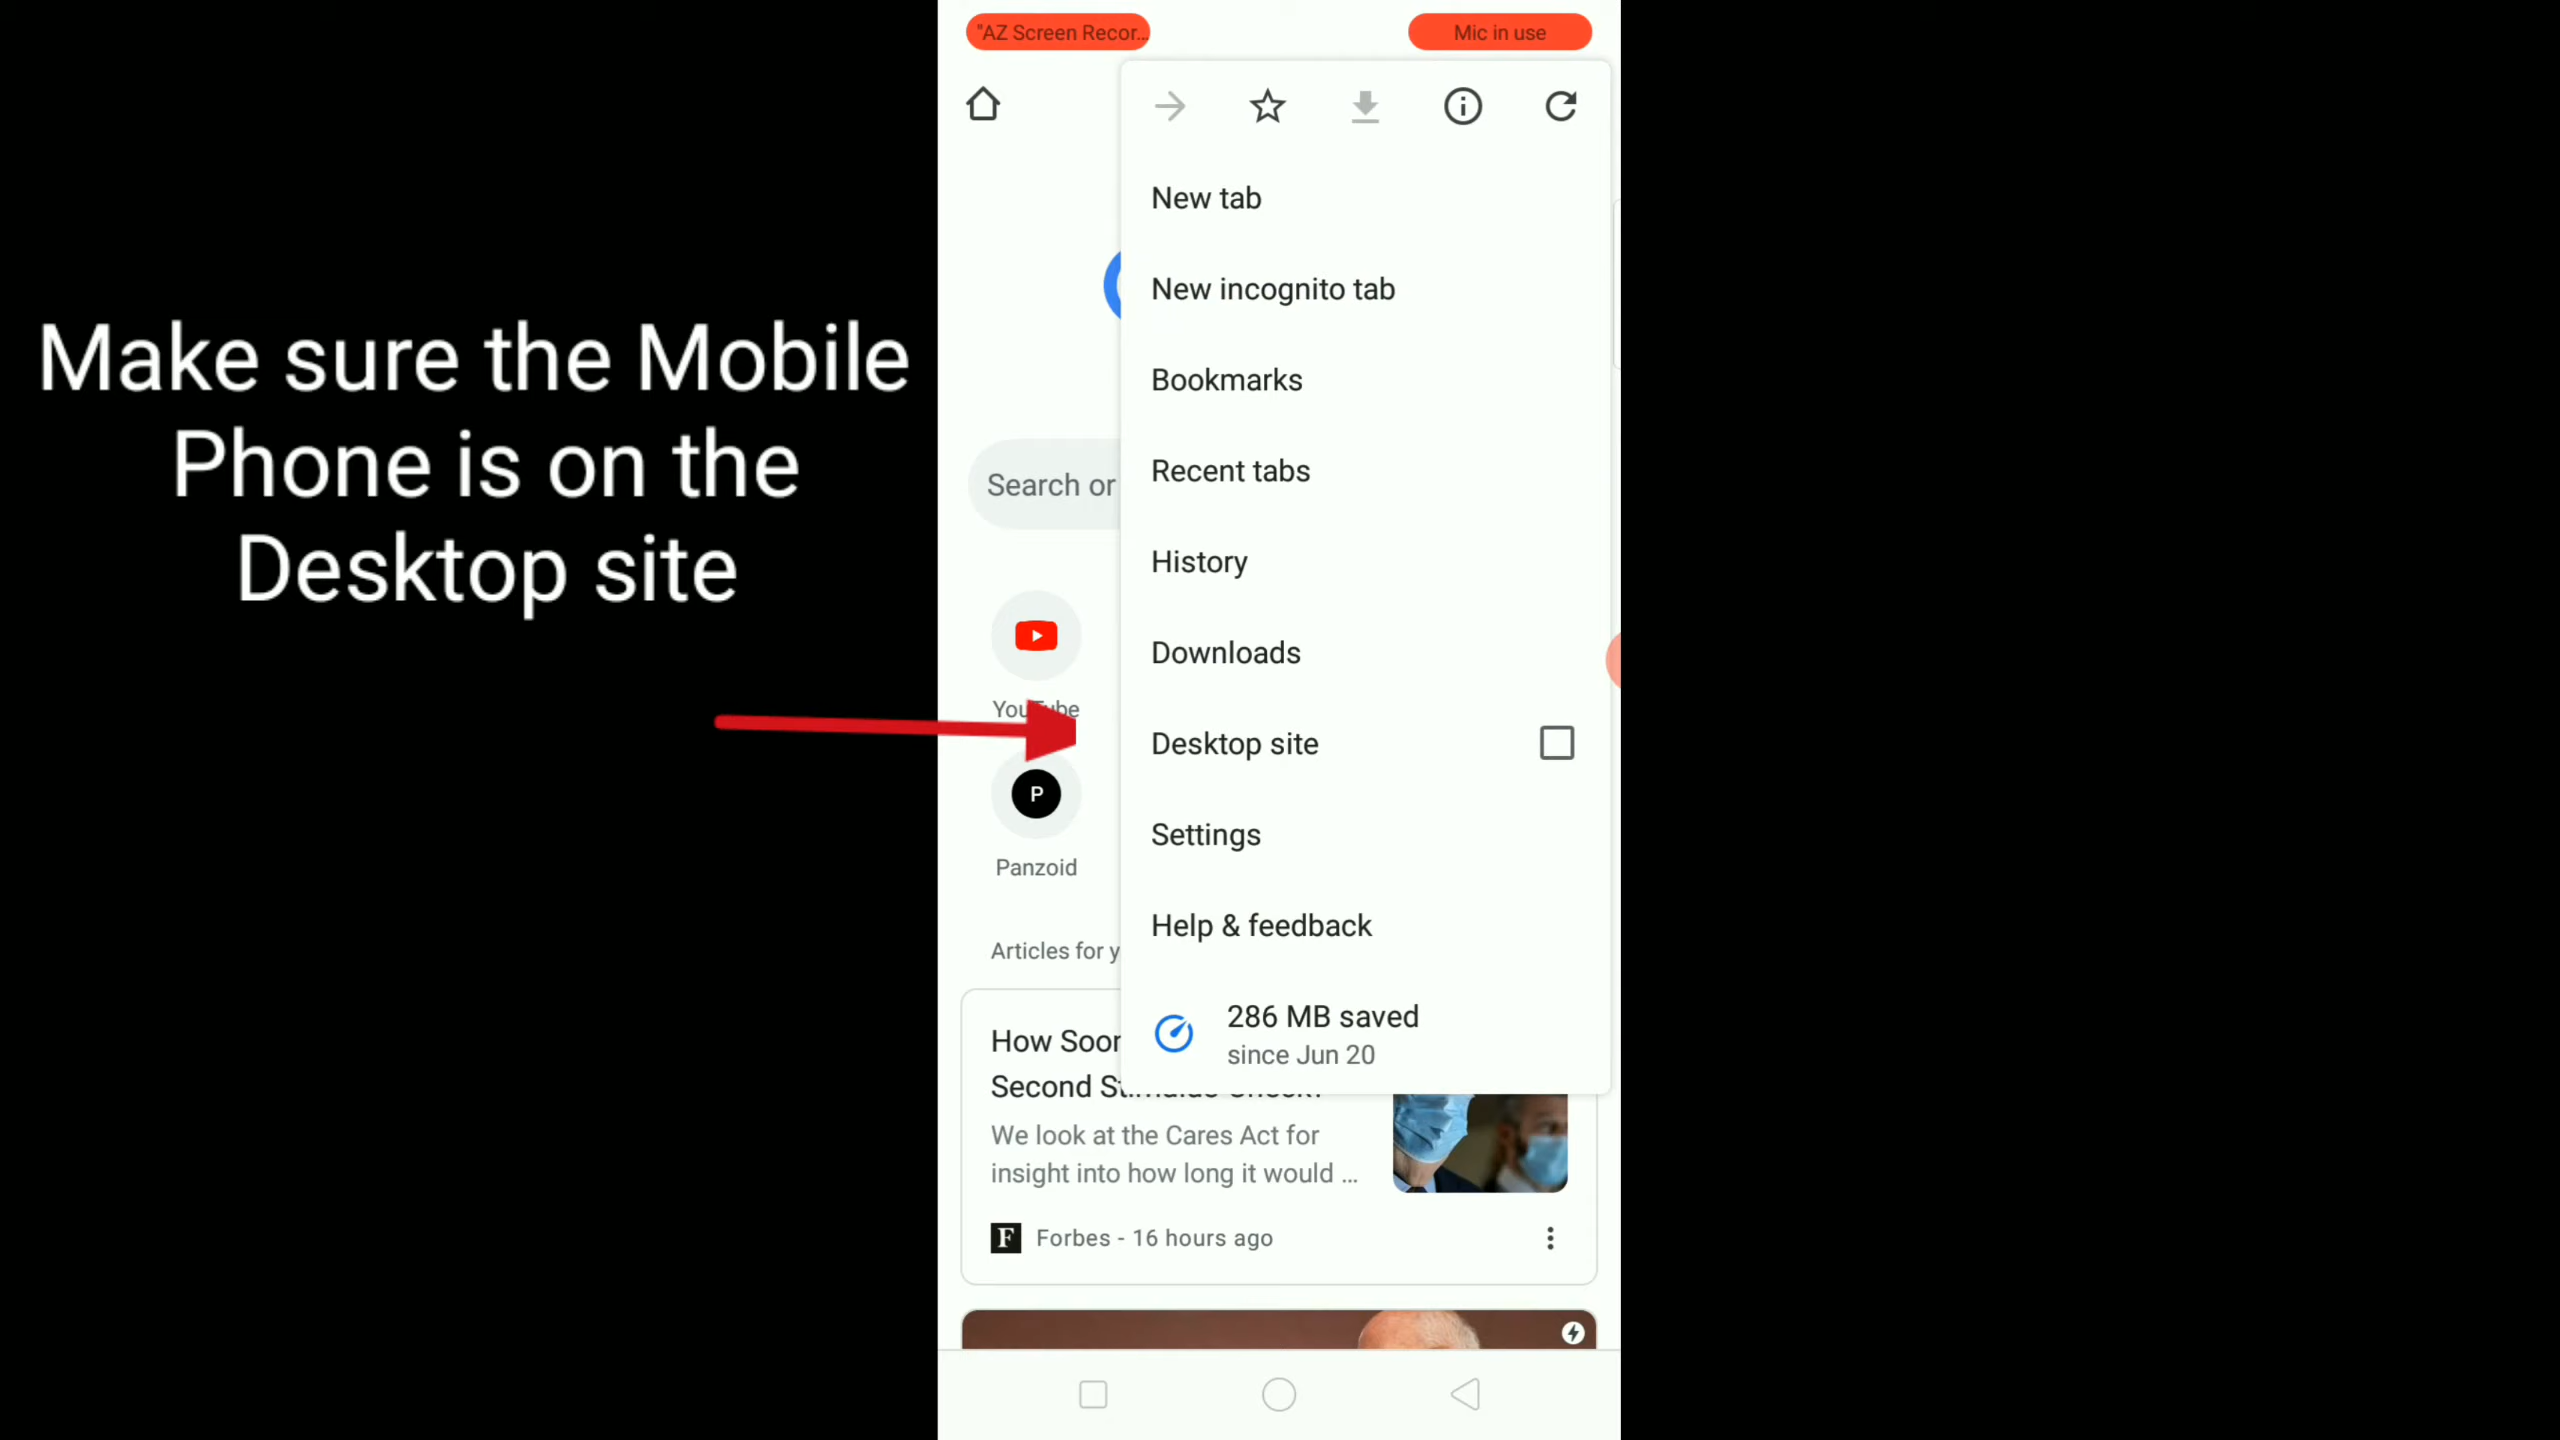 "AZ Screen Recor...
Mic in use
Make sure the Mobile
Phone is on the
Desktop site
New tab
New incognito tab
Bookmarks
Recent tabs
History
Downloads
Desktop site
Settings
Help & feedback
286 MB saved
since Jun 20
Search or
YouTube
P
Panzoid
Articles for y
How Soon
Second Stimulus Check?
We look at the Cares Act for
insight into how long it would ...
F Forbes - 16 hours ago